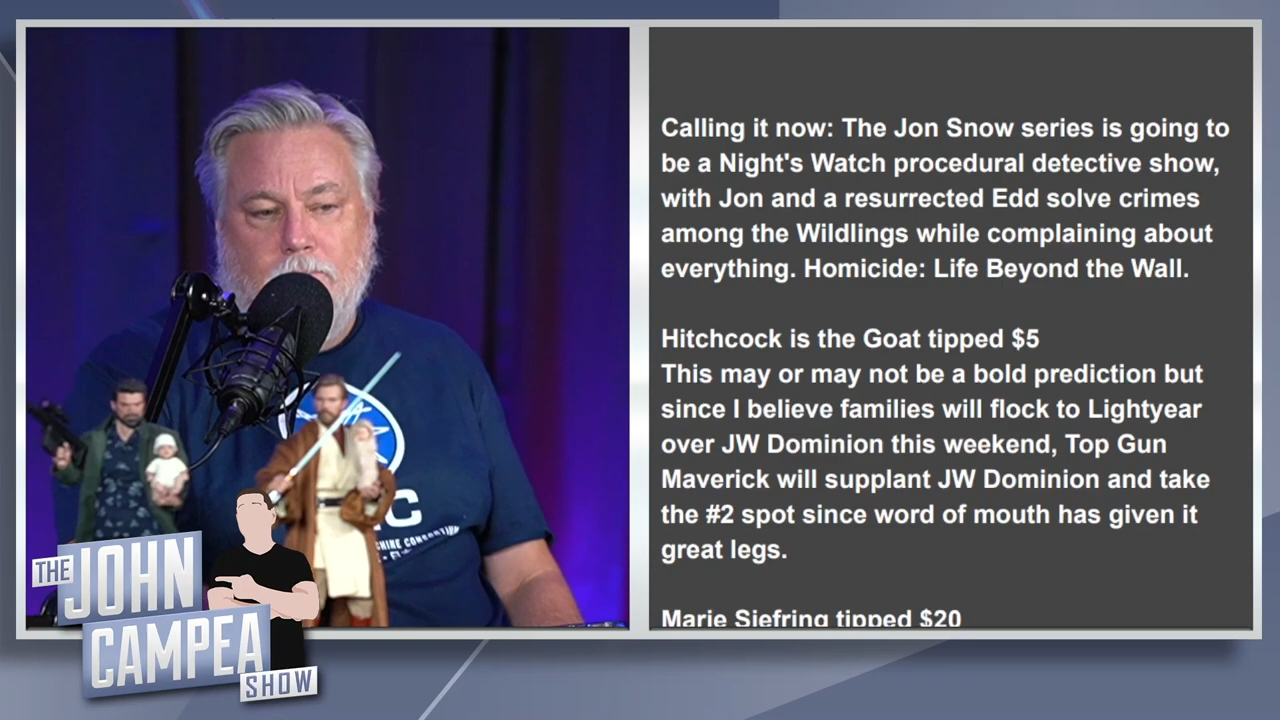 Calling it now: The Jon Snow series is going to
be a Night's Watch procedural detective show,
with Jon and a resurrected Edd solve crimes
among the Wildlings while complaining about
everything. Homicide: Life Beyond the Wall.
Hitchcock is the Goat tipped $5
This may or may not be a bold prediction but
since I believe families will flock to Lightyear
over JW Dominion this weekend, Top Gun
Maverick will supplant JW Dominion and take
the #2 spot since word of mouth has given it
great legs.
Marie Siefring tipped $20
THE
JOHN
CAMPEA
SHOW